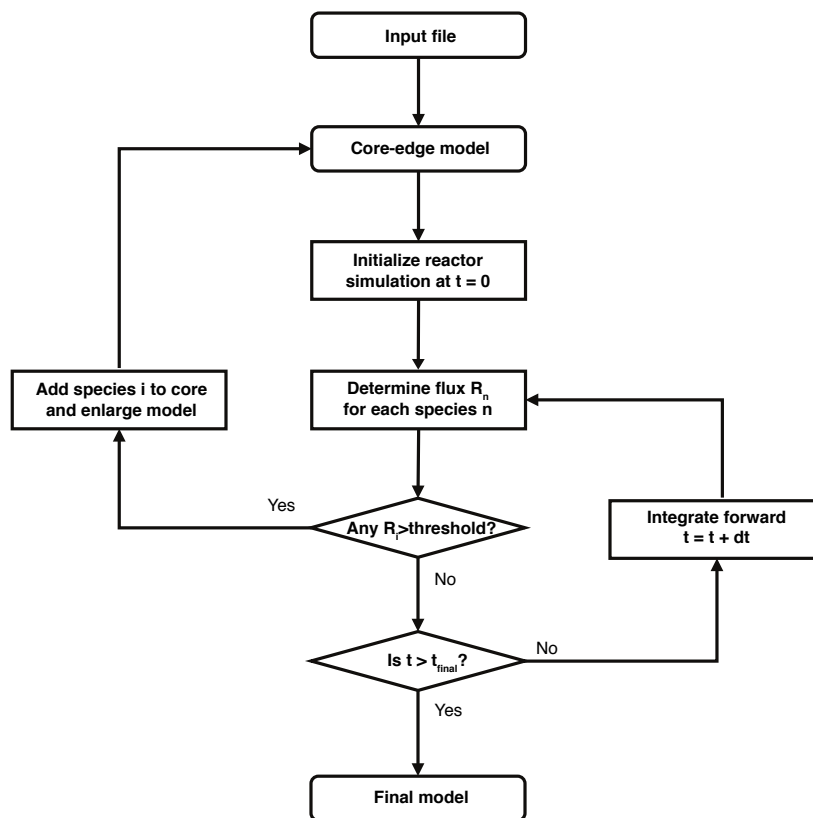 Input file
Core-edge model
Initialize reactor
simulation at t = 0
Add species i to core
and enlarge model
Determine flux Rₙ
for each species n
Yes
Any Rᵢ>threshold?
Integrate forward
t = t + dt
No
Is t > t_final?
No
Yes
Final model